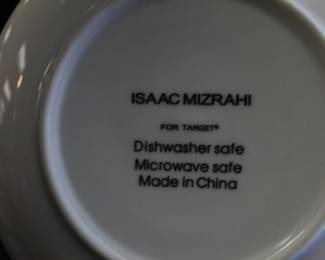 ISAAC MIZRAHI
FOR TARGET®
Dishwasher safe
Microwave safe
Made in China